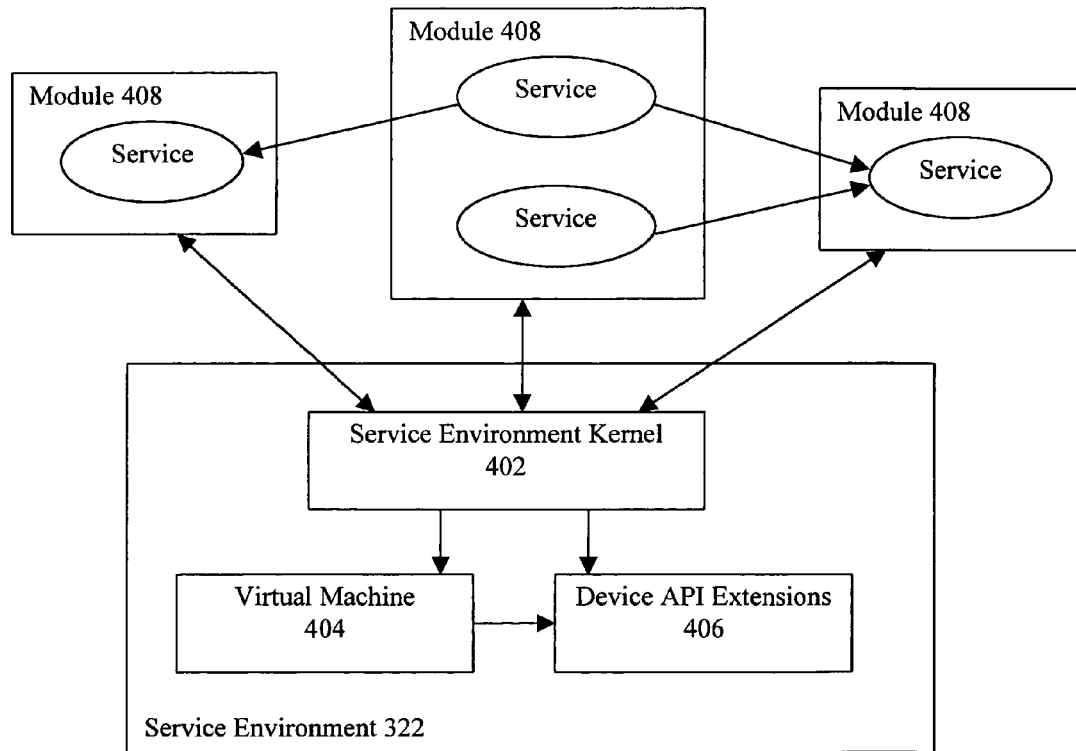 Module 408
Service
Service
Module 408
Service
Module 408
Service
Service Environment Kernel
402
Virtual Machine
404
Device API Extensions
406
Service Environment 322